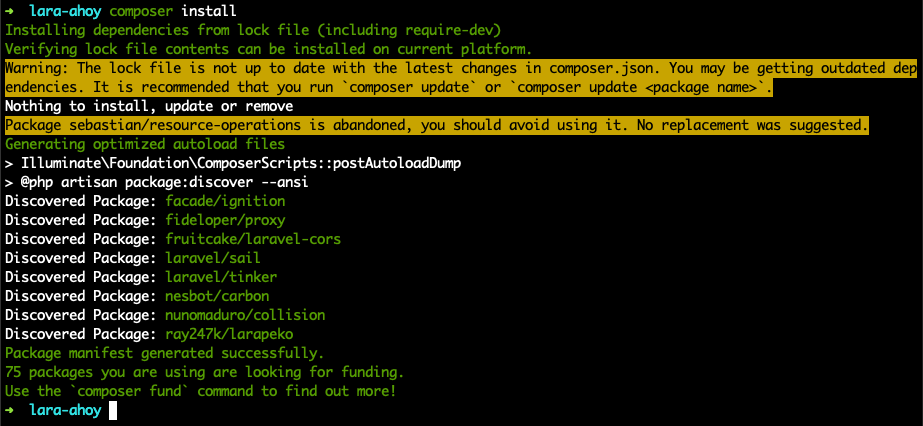 ➜  lara-ahoy composer install
Installing dependencies from lock file (including require-dev)
Verifying lock file contents can be installed on current platform.
Warning: The lock file is not up to date with the latest changes in composer.json. You may be getting outdated dep
endencies. It is recommended that you run `composer update` or `composer update <package name>`.
Nothing to install, update or remove
Package sebastian/resource-operations is abandoned, you should avoid using it. No replacement was suggested.
Generating optimized autoload files
> Illuminate\Foundation\ComposerScripts::postAutoloadDump
> @php artisan package:discover --ansi
Discovered Package: facade/ignition
Discovered Package: fideloper/proxy
Discovered Package: fruitcake/laravel-cors
Discovered Package: laravel/sail
Discovered Package: laravel/tinker
Discovered Package: nesbot/carbon
Discovered Package: nunomaduro/collision
Discovered Package: ray247k/larapeko
Package manifest generated successfully.
75 packages you are using are looking for funding.
Use the `composer fund` command to find out more!
➜  lara-ahoy